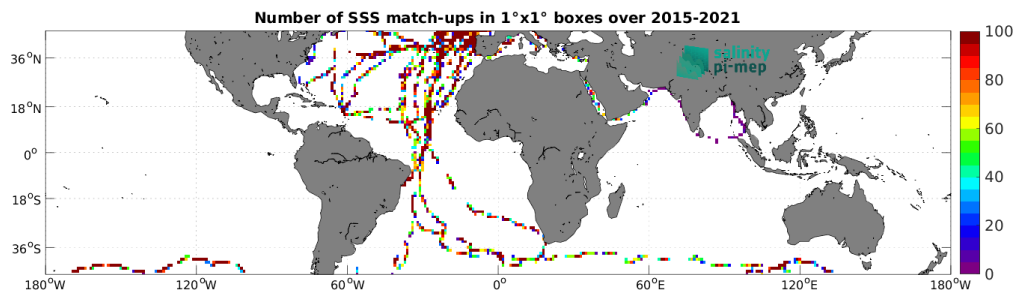 Number of SSS match-ups in 1°x1° boxes over 2015-2021
salinity
pi-mep
36°N
18°N
0°
18°S
36°S
180°W
120°W
60°W
0°
60°E
120°E
180°W
100
80
60
40
20
0